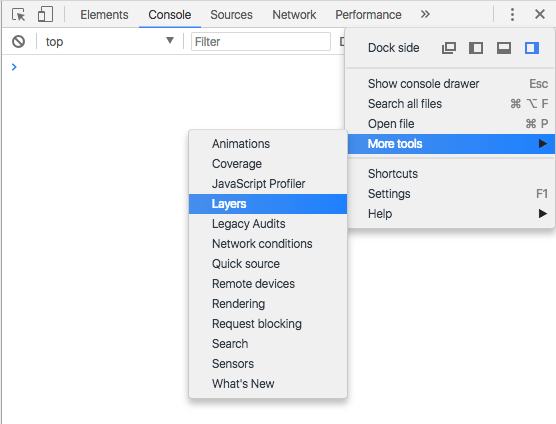 Elements Console Sources Network Performance »
top ▼ Filter
Dock side
Show console drawer Esc
Search all files ⌘ ⌥ F
Open file ⌘ P
More tools ▶
Shortcuts
Settings F1
Help ▶
Animations
Coverage
JavaScript Profiler
Layers
Legacy Audits
Network conditions
Quick source
Remote devices
Rendering
Request blocking
Search
Sensors
What's New